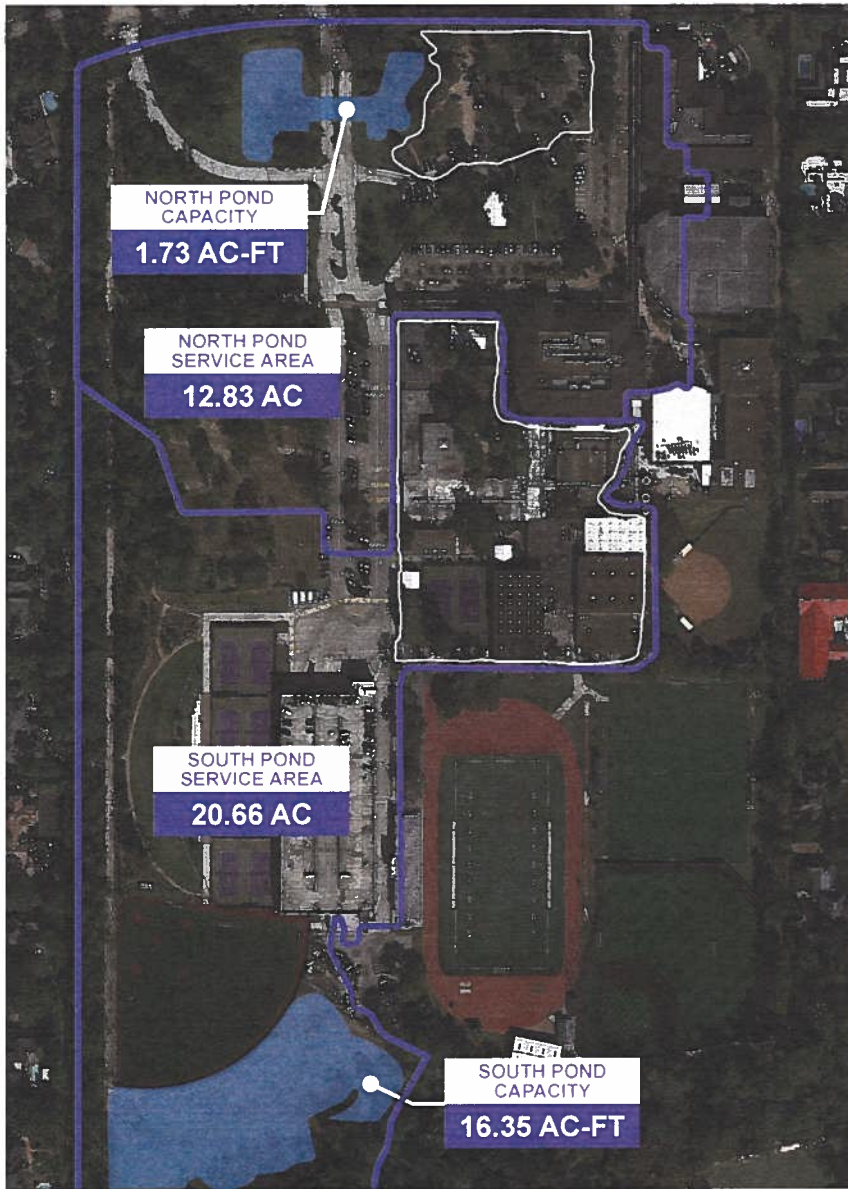 NORTH POND
CAPACITY
1.73 AC-FT
NORTH POND
SERVICE AREA
12.83 AC
SOUTH POND
SERVICE AREA
20.66 AC
SOUTH POND
CAPACITY
16.35 AC-FT